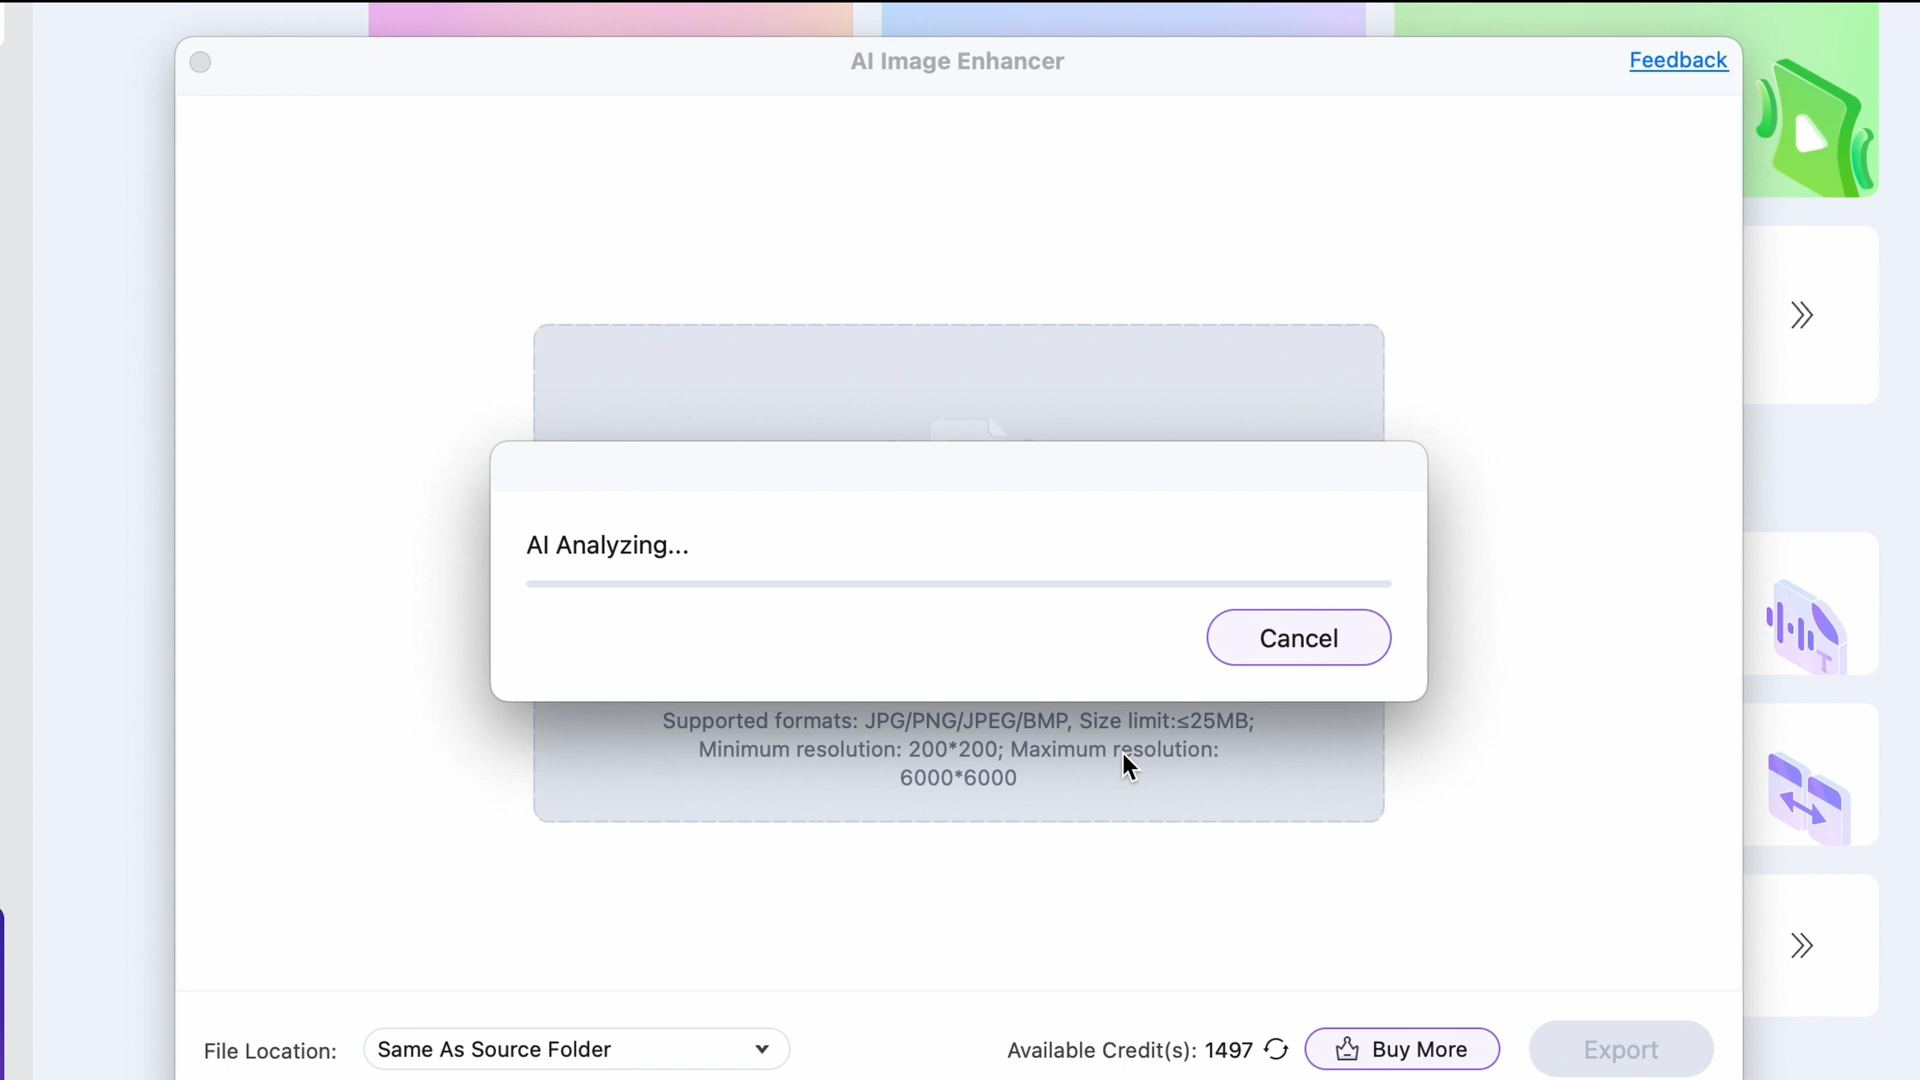 AI Image Enhancer
Feedback
AI Analyzing...
Cancel
Supported formats: JPG/PNG/JPEG/BMP, Size limit:≤25MB;
Minimum resolution: 200*200; Maximum resolution:
6000*6000
File Location:
Same As Source Folder
Available Credit(s): 1497
Buy More
Export